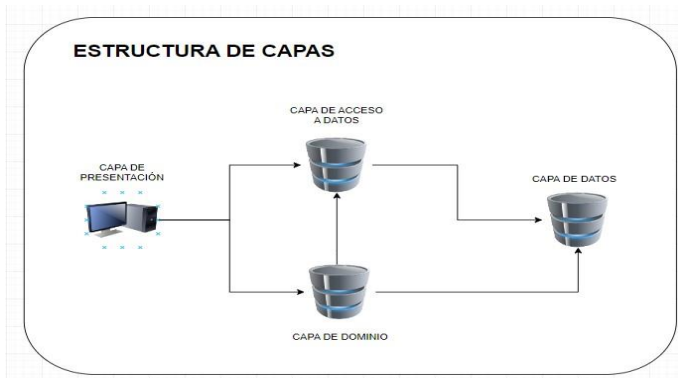 ESTRUCTURA DE CAPAS
CAPA DE ACCESO
A DATOS
CAPA DE
PRESENTACIÓN
CAPA DE DATOS
CAPA DE DOMINIO